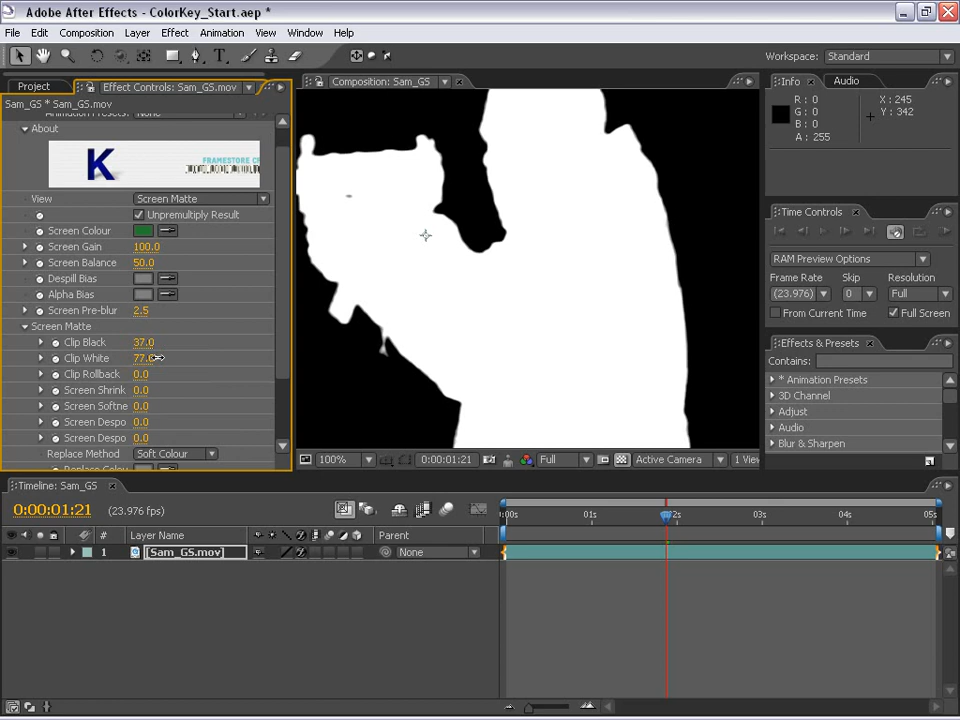 Adobe After Effects - ColorKey_Start.aep *
File Edit Composition Layer Effect Animation View Window Help
Workspace: Standard
Project Effect Controls: Sam_GS.mov
Composition: Sam_GS
Info Audio
Sam_GS * Sam_GS.mov
R: 0 X: 245
G: 0 Y: 342
B: 0
A: 255
About
K FRAMESTORE
View Screen Matte
Unpremultiply Result
Screen Colour
Screen Gain 100.0
Screen Balance 50.0
Despill Bias
Alpha Bias
Screen Pre-blur 2.5
Screen Matte
Clip Black 37.0
Clip White 77.0
Clip Rollback 0.0
Screen Shrink 0.0
Screen Softne 0.0
Screen Despo 0.0
Screen Despo 0.0
Replace Method Soft Colour
Time Controls
RAM Preview Options
Frame Rate Skip Resolution
(23.976) 0 Full
From Current Time Full Screen
Effects & Presets
Contains:
* Animation Presets
3D Channel
Adjust
Audio
Blur & Sharpen
100% 0:00:01:21 Full Active Camera 1 View
Timeline: Sam_GS
0:00:01:21 (23.976 fps)
:00s 01s 2s 03s 04s 05s
# Layer Name Parent
1 [Sam_GS.mov] None